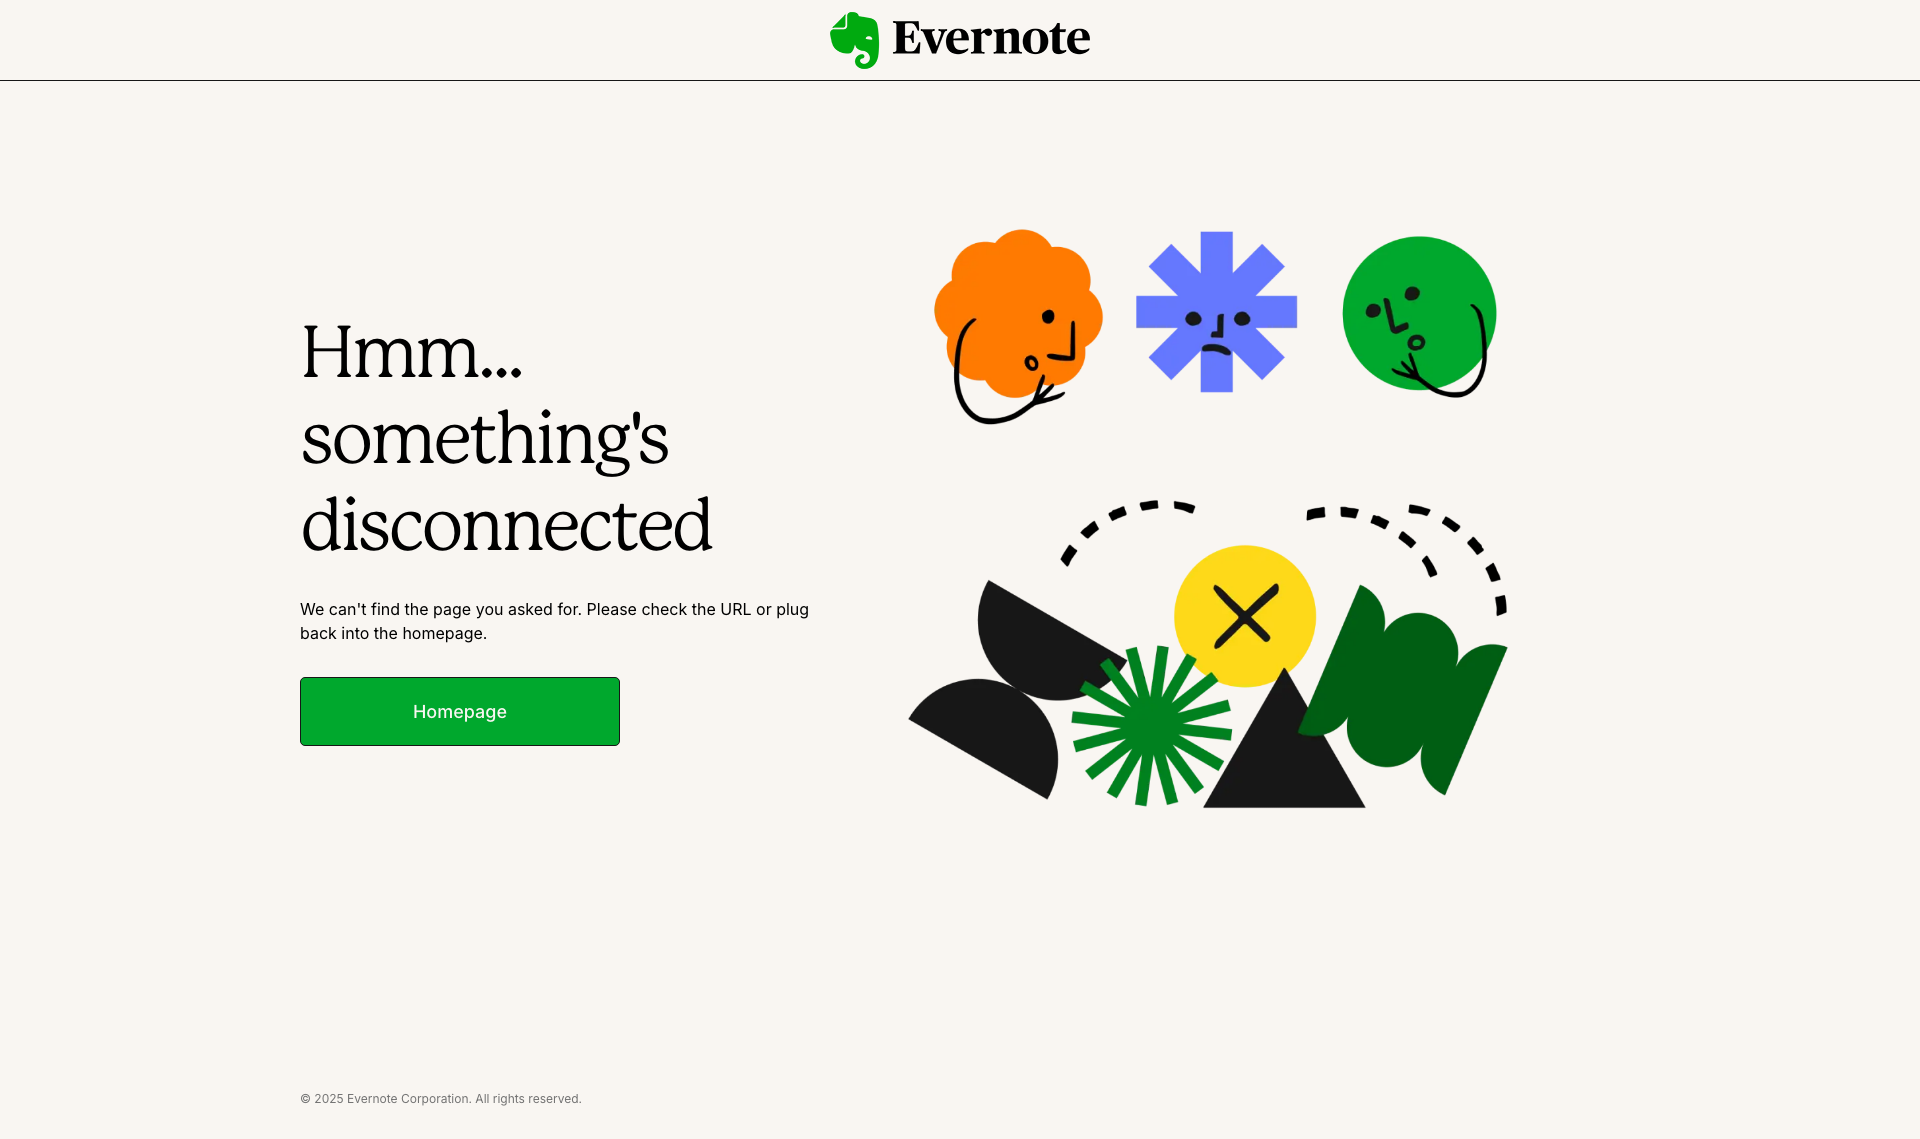 Evernote
Hmm...
something's
disconnected
We can't find the page you asked for. Please check the URL or plug
back into the homepage.
Homepage
© 2025 Evernote Corporation. All rights reserved.